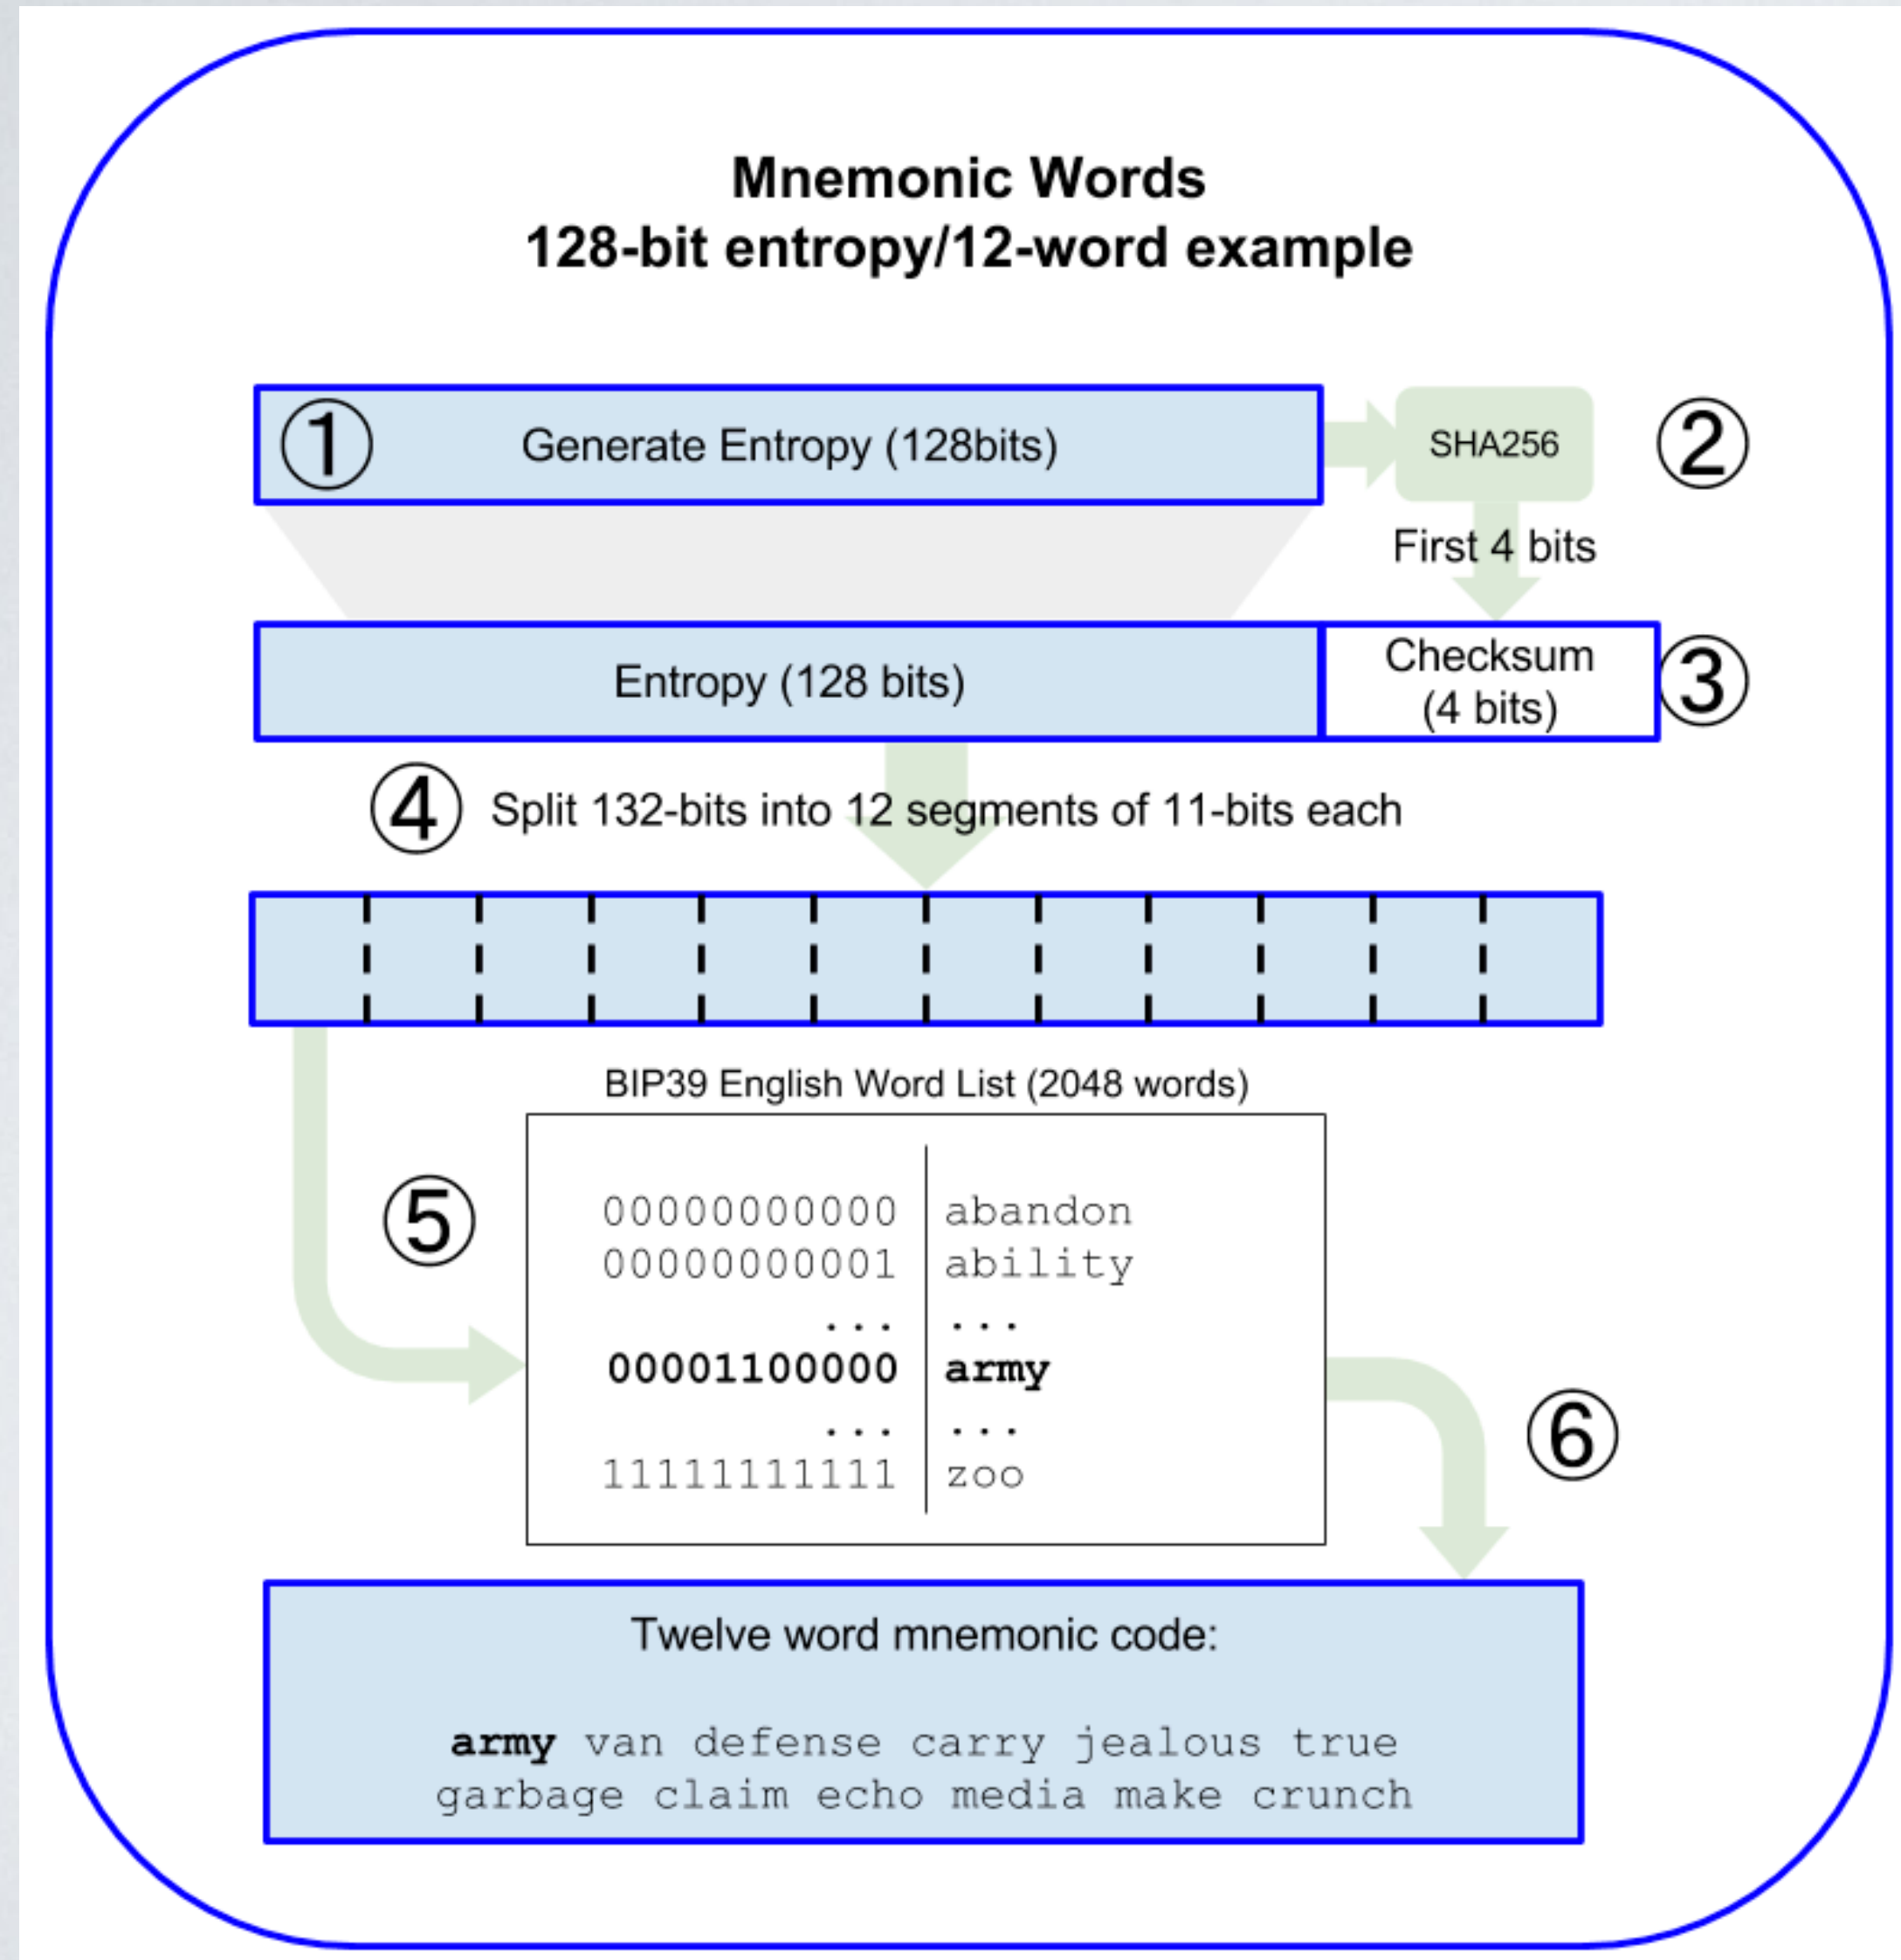 Mnemonic Words
128-bit entropy/12-word example
① Generate Entropy (128bits) SHA256 ②
First 4 bits
Entropy (128 bits) Checksum
(4 bits) ③
④ Split 132-bits into 12 segments of 11-bits each
BIP39 English Word List (2048 words)
⑤
00000000000 abandon
00000000001 ability
... ...
00001100000 army
... ...
11111111111 zoo
⑥
Twelve word mnemonic code:
army van defense carry jealous true
garbage claim echo media make crunch